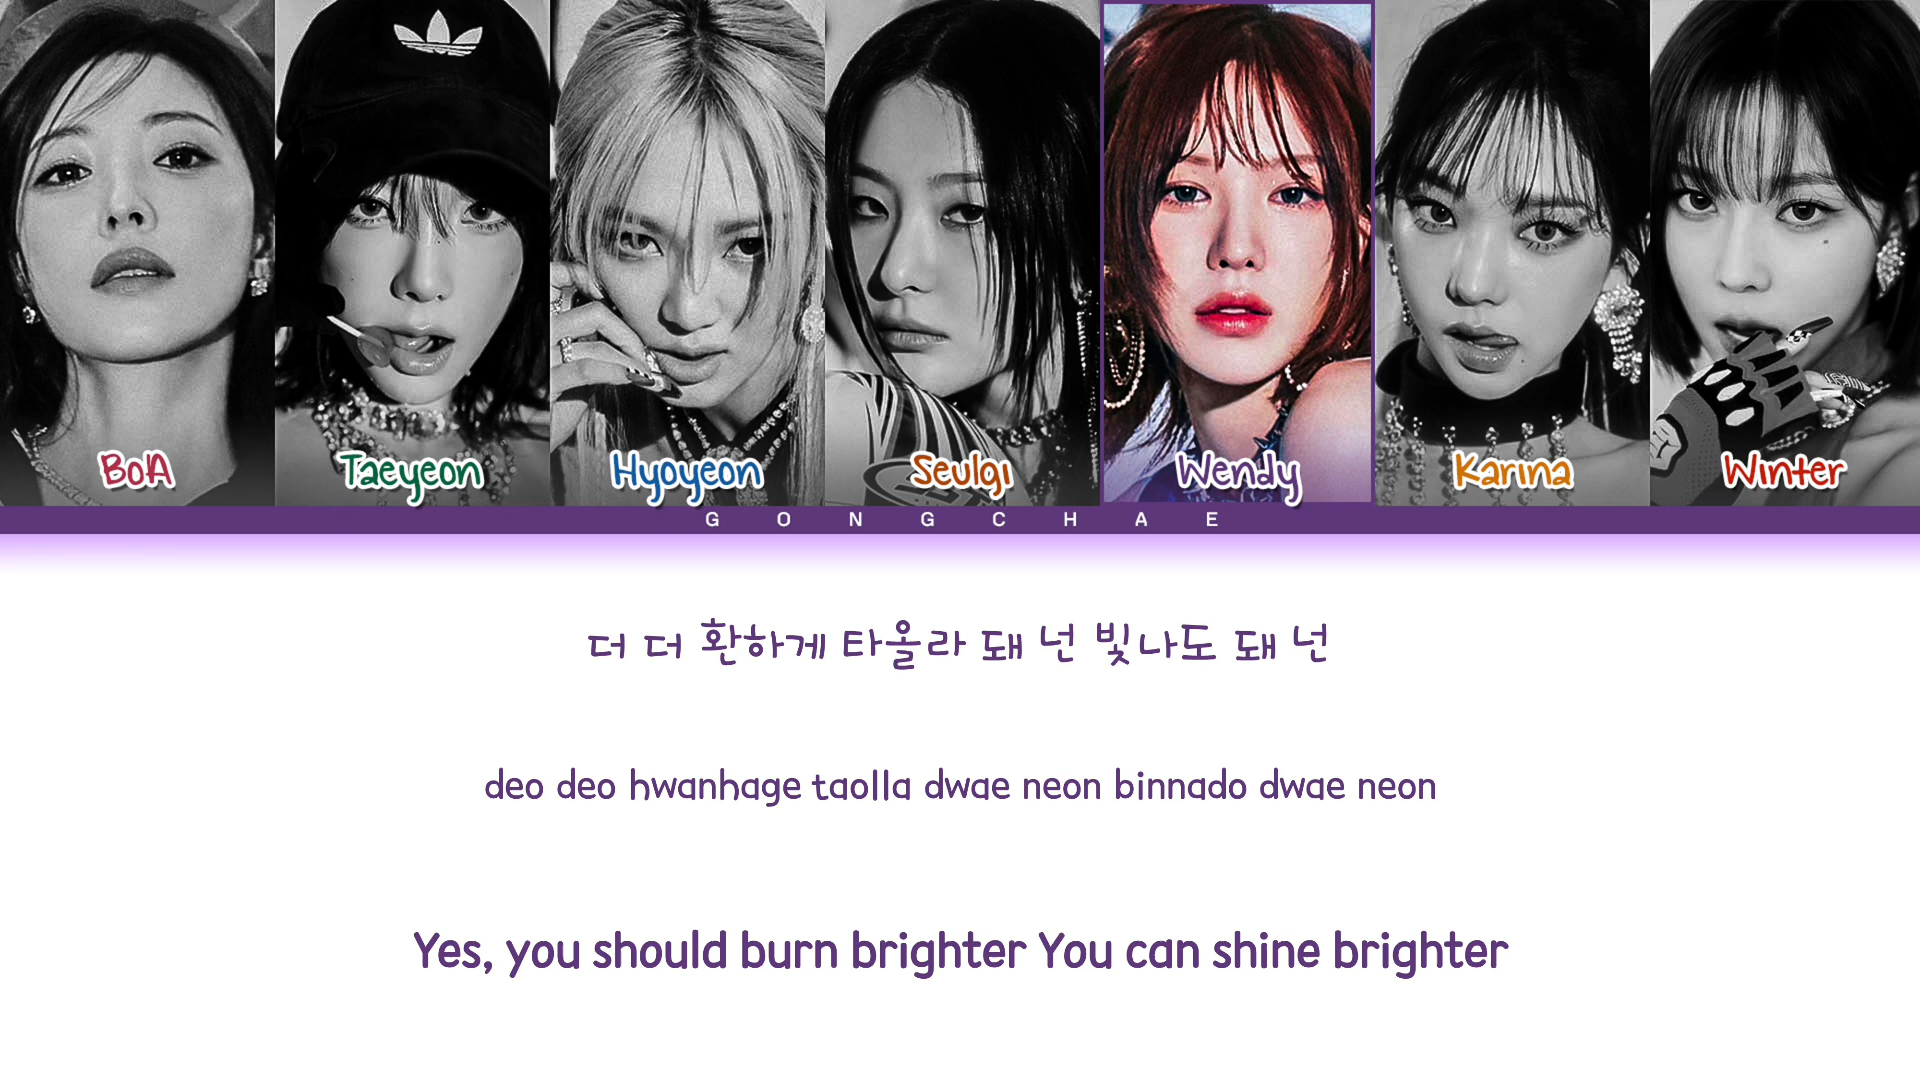 BoA Taeyeon Hyoyeon Seulgi Wendy Karina Winter
GONGCHAE
더 더 환하게 타올라 돼 넌 빛나도 돼 넌
deo deo hwanhage taolla dwae neon binnado dwae neon
Yes, you should burn brighter You can shine brighter